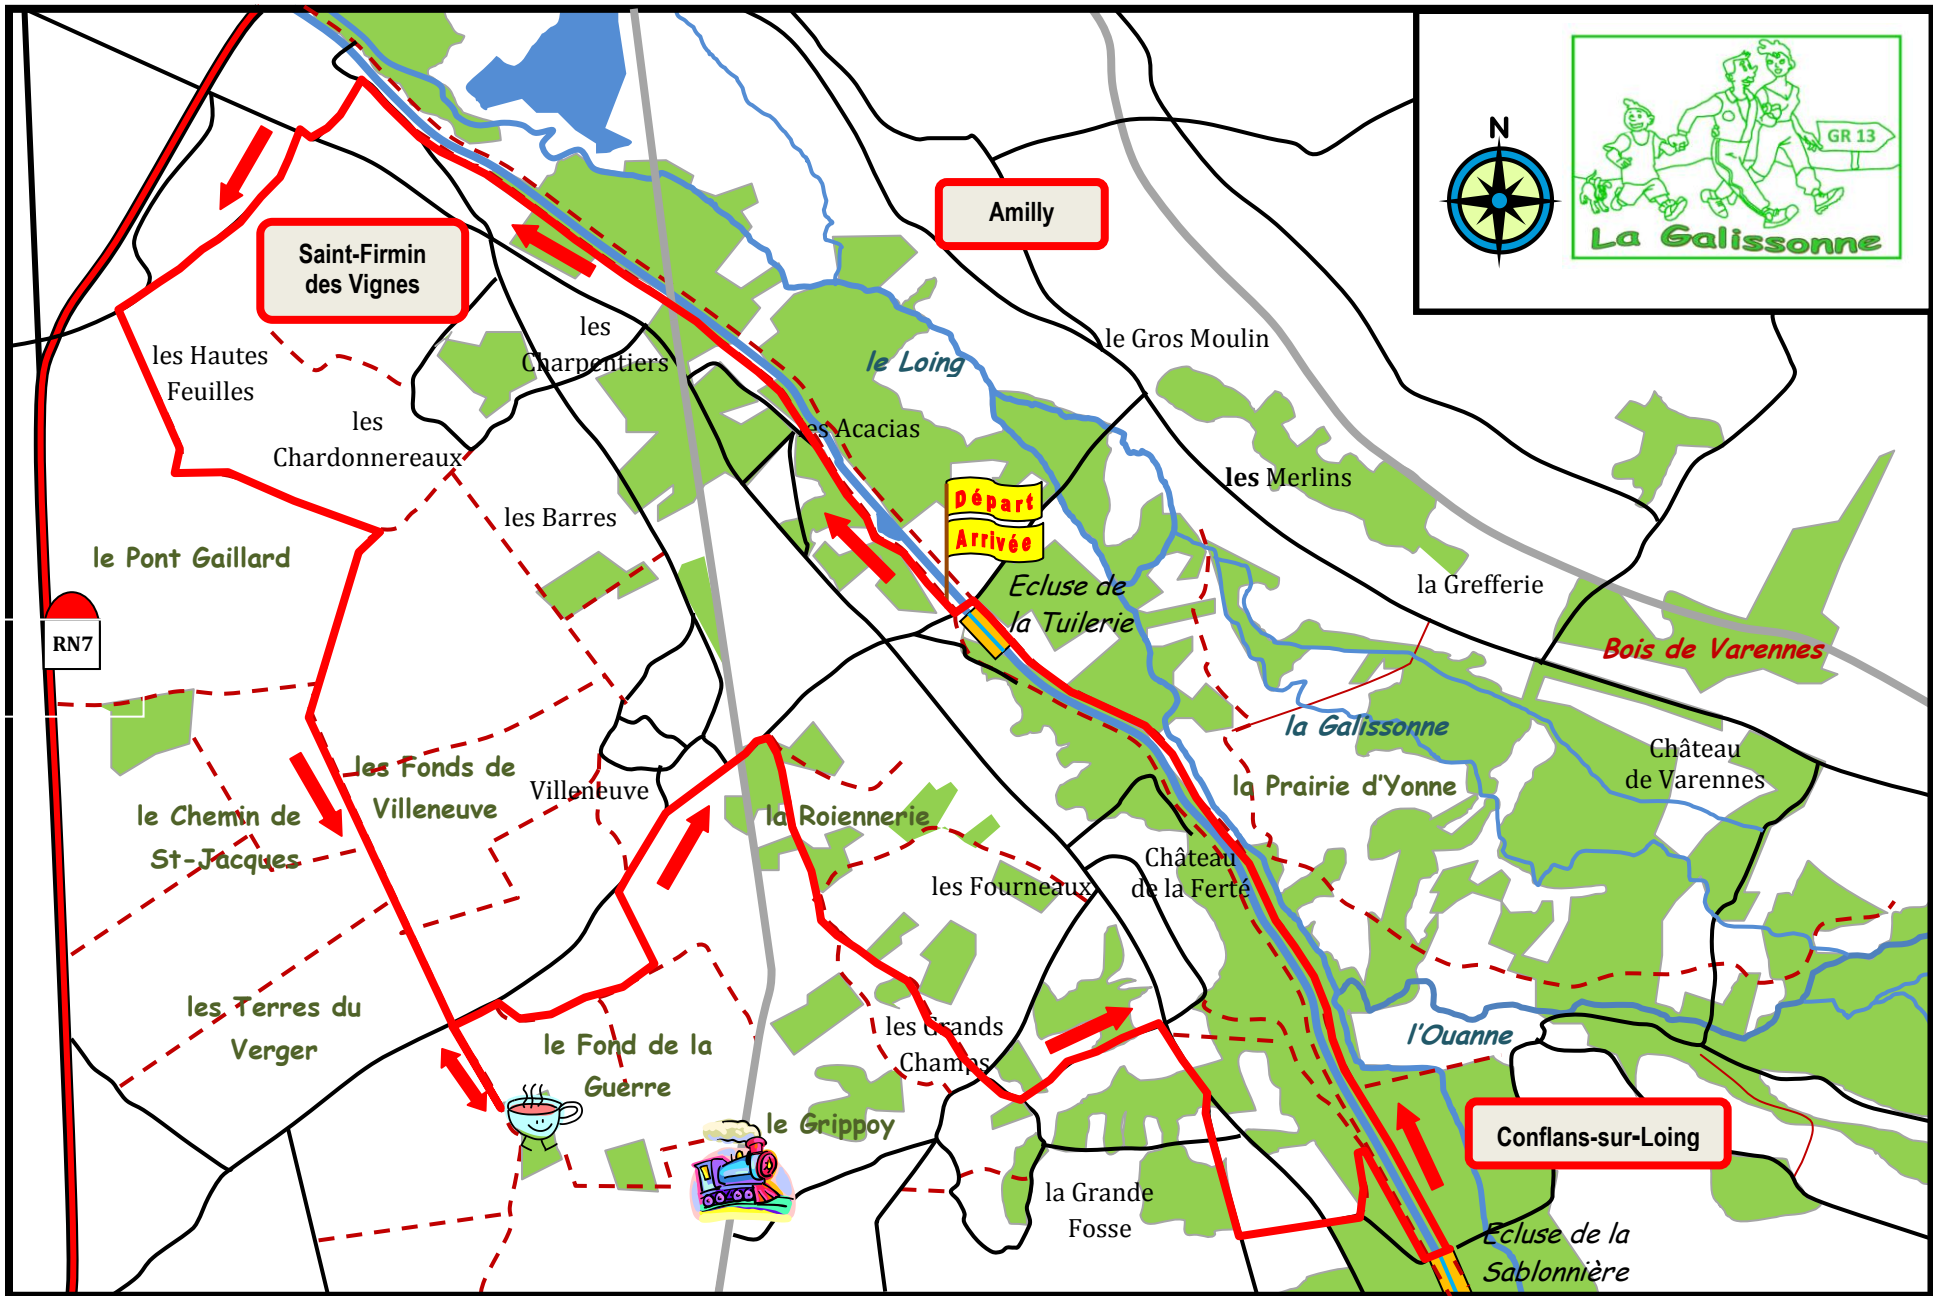 N
GR 13
La Galissonne
Amilly
Saint-Firmin
des Vignes
les
Charpentiers
le Gros Moulin
le Loing
les Hautes
Feuilles
les
Chardonnereaux
les Acacias
les Merlins
Départ
Arrivée
les Barres
le Pont Gaillard
Ecluse de
la Tuilerie
la Grefferie
RN7
Bois de Varennes
la Galissonne
Château
de Varennes
les Fonds de
Villeneuve
Villeneuve
la Prairie d'Yonne
le Chemin de
St-Jacques
la Roiennerie
Château
de la Ferté
les Fourneaux
les Terres du
Verger
le Fond de la
Guerre
les Grands
Champs
l'Ouanne
le Grippoy
Conflans-sur-Loing
la Grande
Fosse
Ecluse de la
Sablonnière